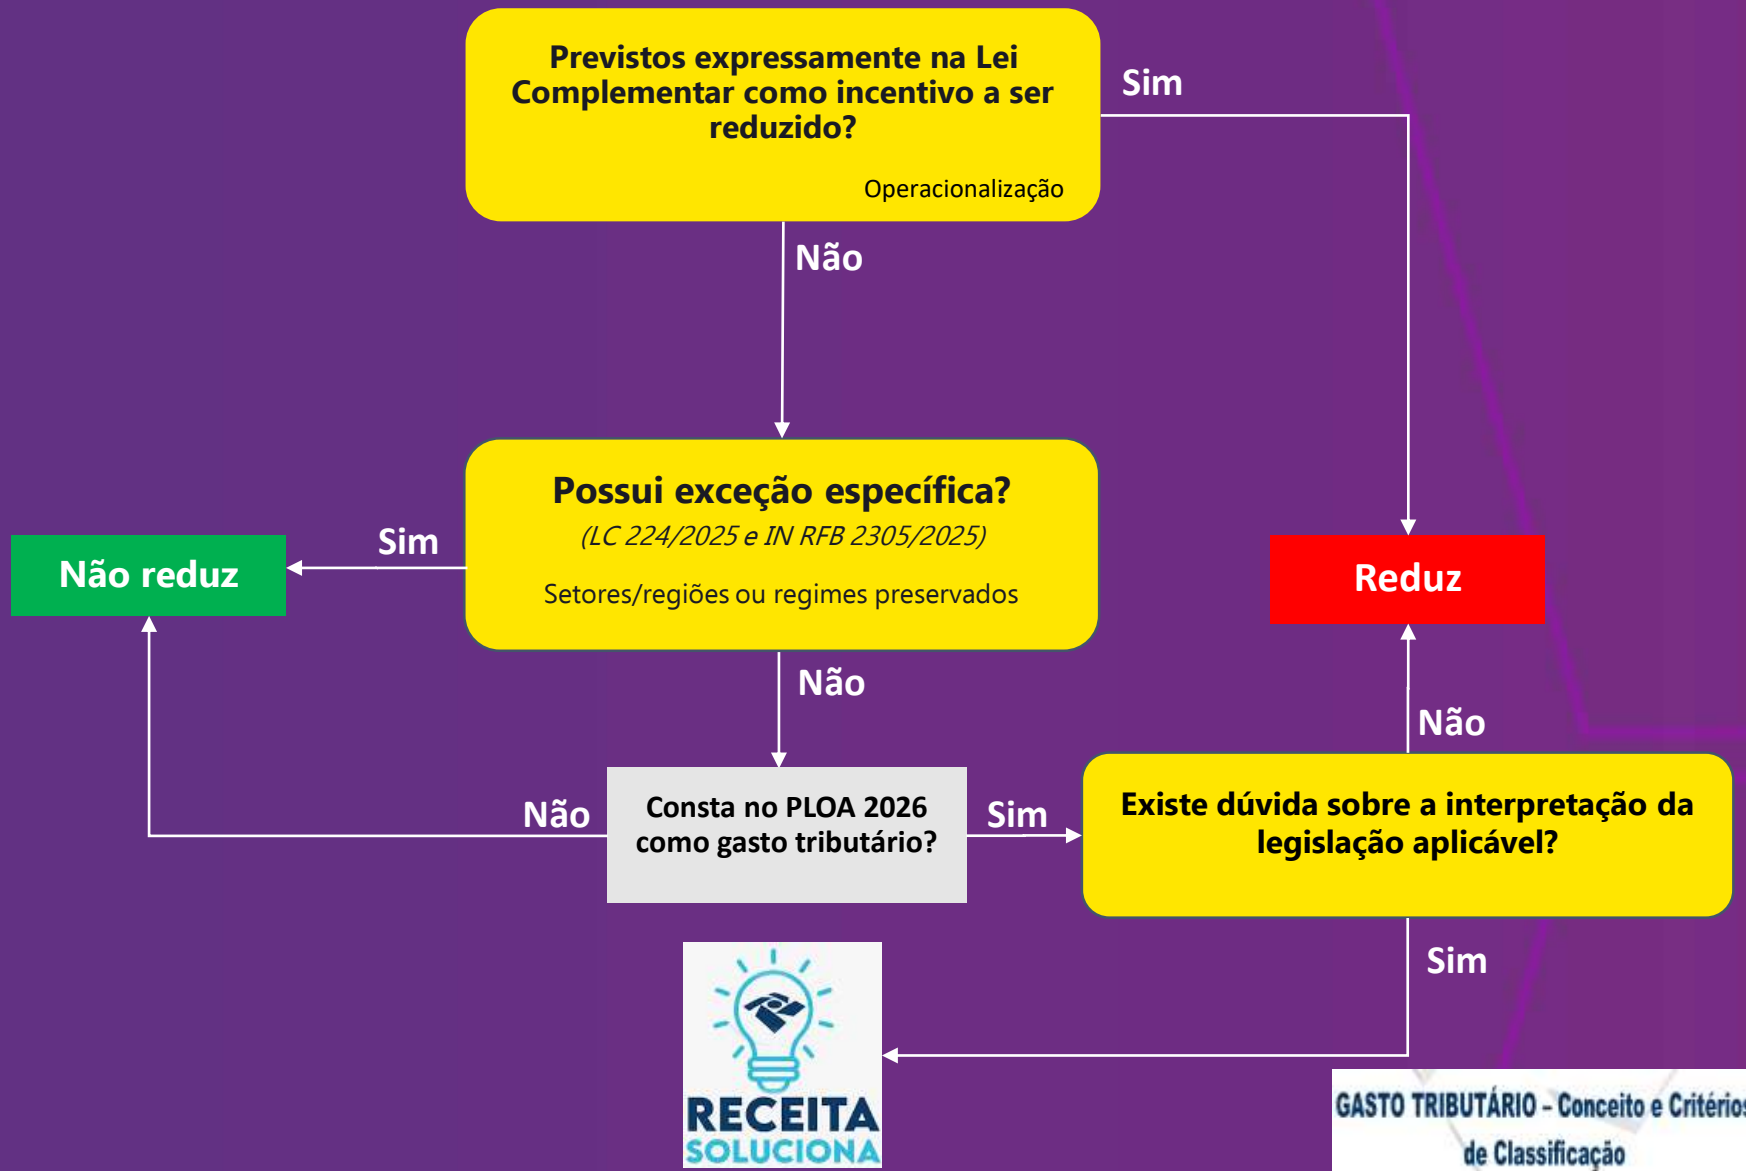 Previstos expressamente na Lei
Complementar como incentivo a ser
reduzido?
Operacionalização
Sim
Não
Possui exceção específica?
(LC 224/2025 e IN RFB 2305/2025)
Setores/regiões ou regimes preservados
Sim
Não reduz
Reduz
Não
Não
Consta no PLOA 2026
como gasto tributário?
Sim
Não
Existe dúvida sobre a interpretação da
legislação aplicável?
Sim
RECEITA
SOLUCIONA
GASTO TRIBUTÁRIO – Conceito e Critérios
de Classificação